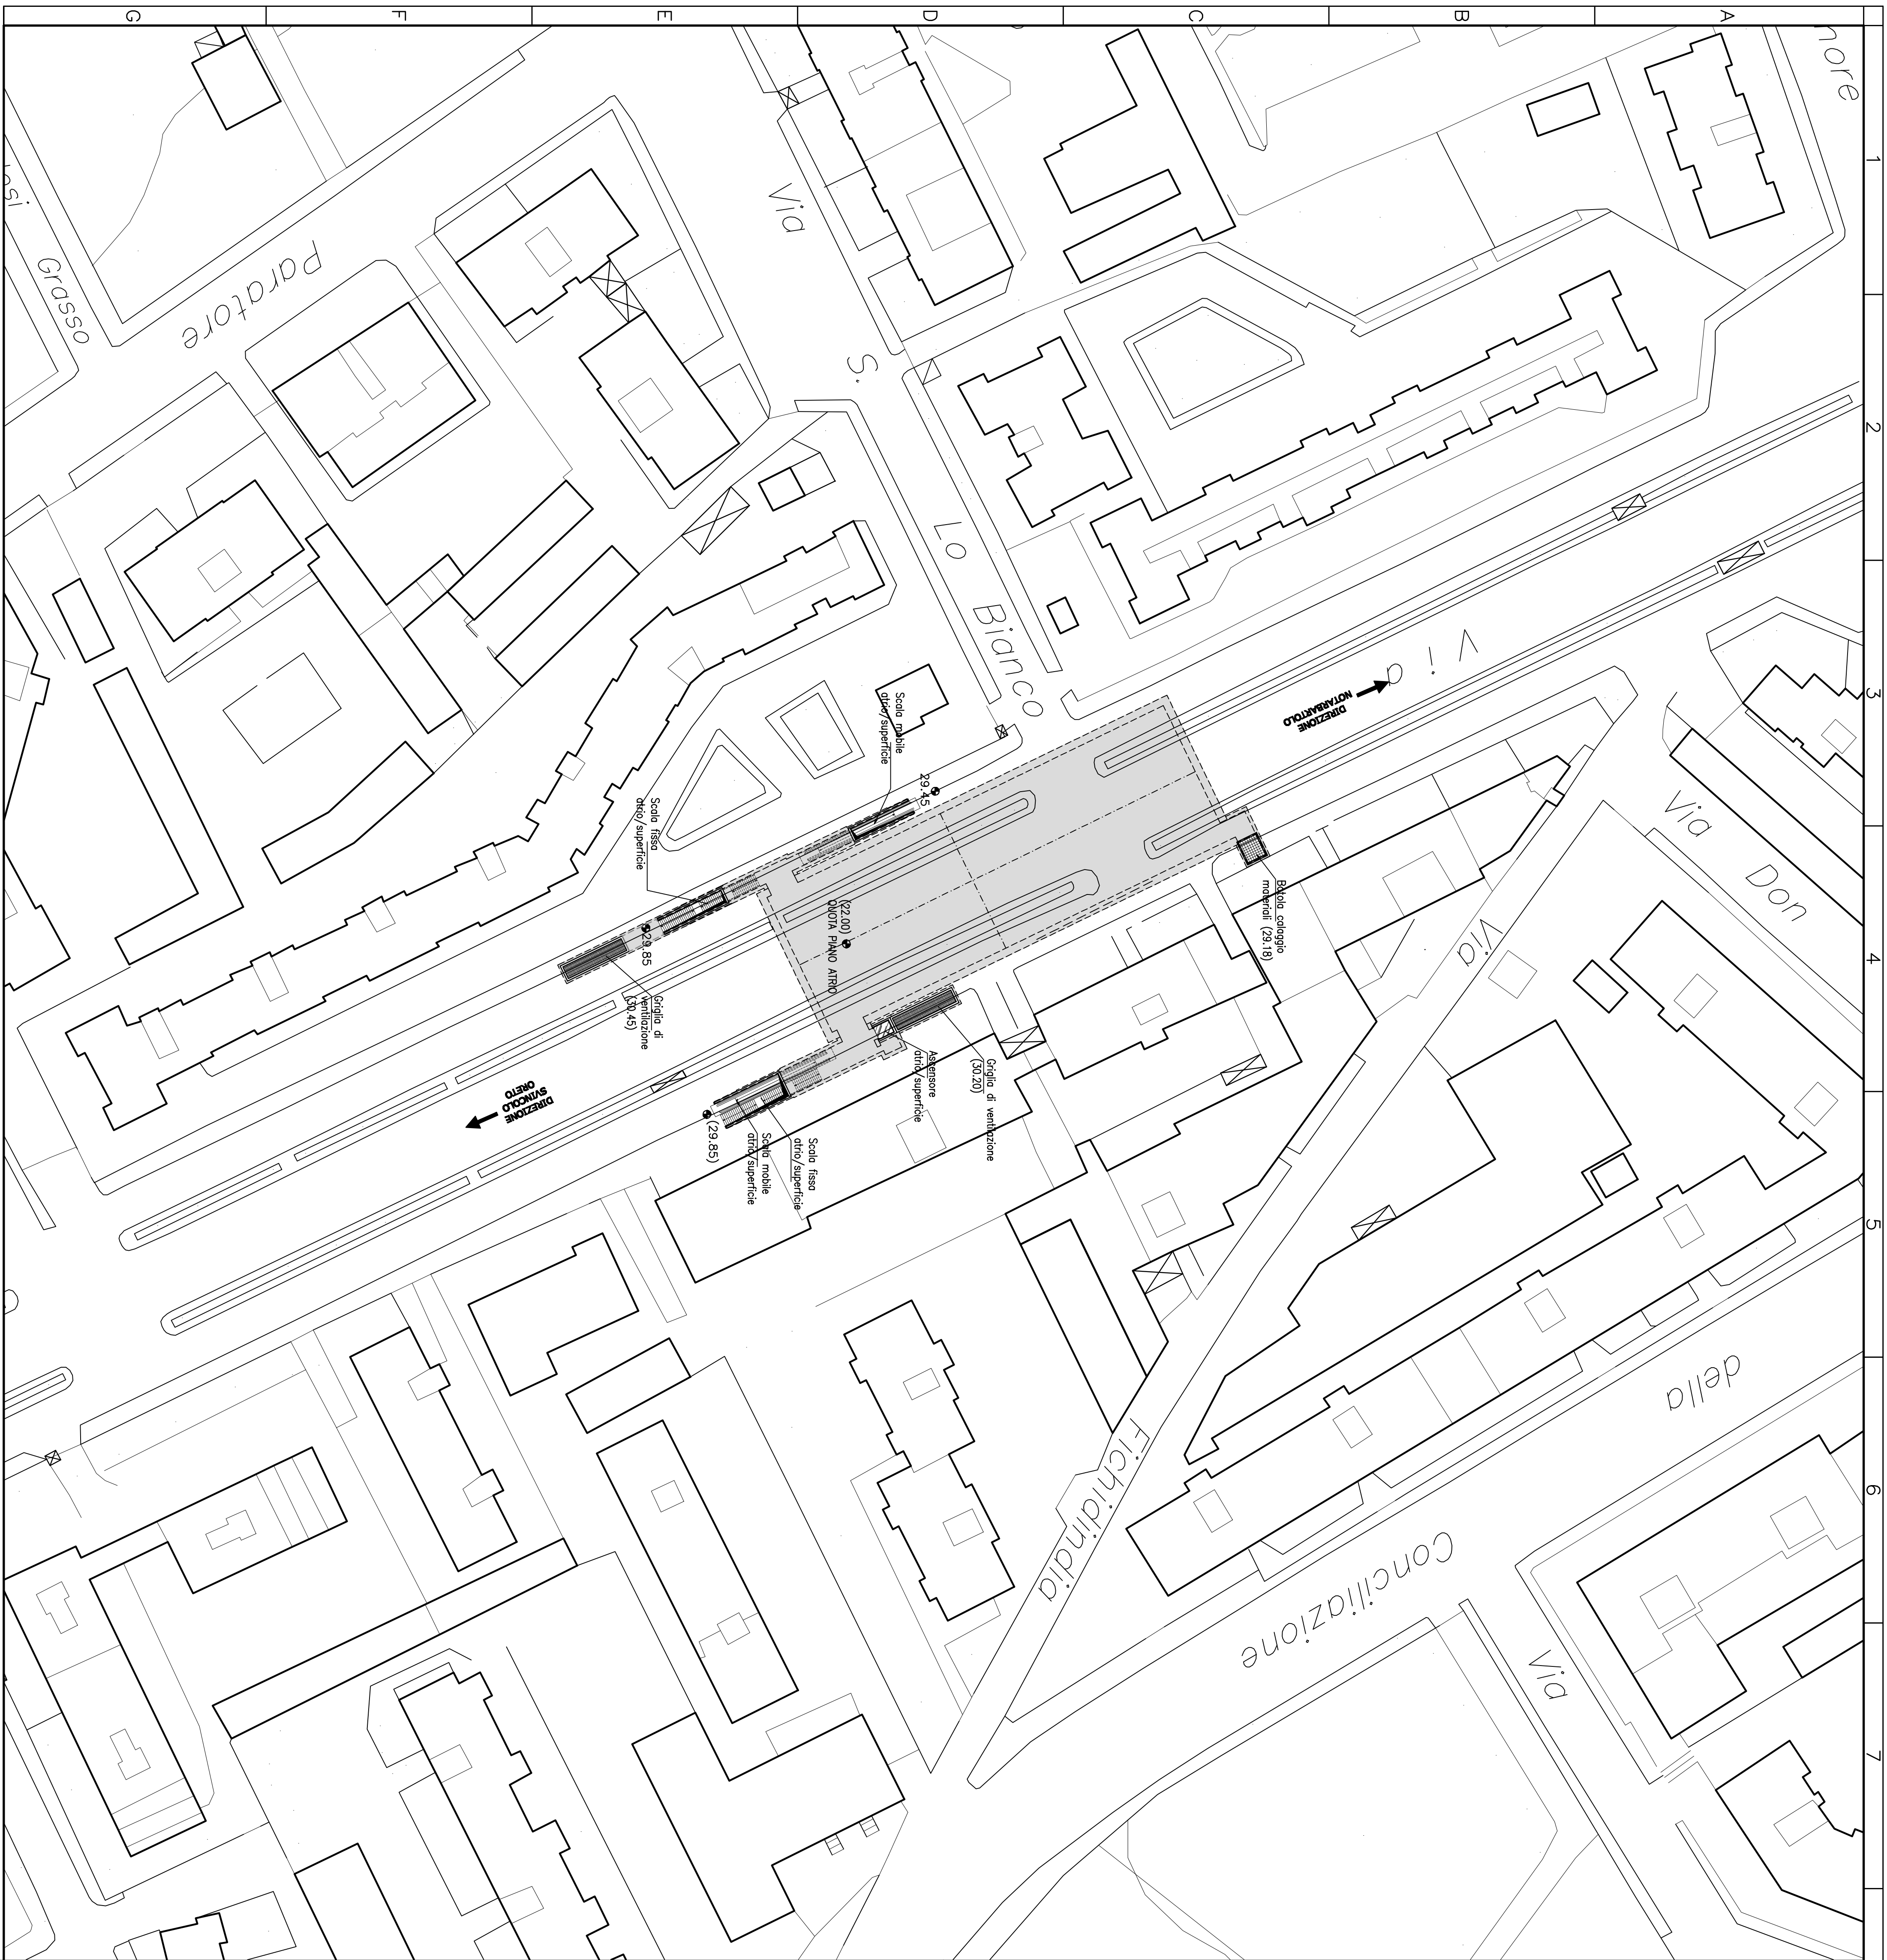 G
F
E
D
C
B
A
1
2
3
4
5
6
7
Grasso
Paratore
Via
S.
Lo
Bianco
Via
DIREZIONE
NOTARBARTOLO
Via
Don
Via
Fichidindia
della
Conciliazione
Via
Scala mobile
atrio/superficie
29.45
Scala fissa
atrio/superficie
29.85
Griglia di
ventilazione
(30.45)
(22.00)
QUOTA PIANO ATRIO
Botola calaggio
materiali (29.18)
Griglia di ventilazione
(30.20)
Ascensore
atrio/superficie
Scala fissa
atrio/superficie
Scala mobile
atrio/superficie
(29.85)
DIREZIONE
SVINCOLO
ORETO